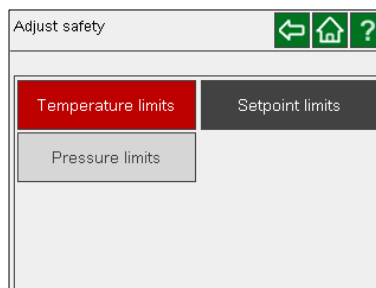 Adjust safety
?
Temperature limits
Setpoint limits
Pressure limits